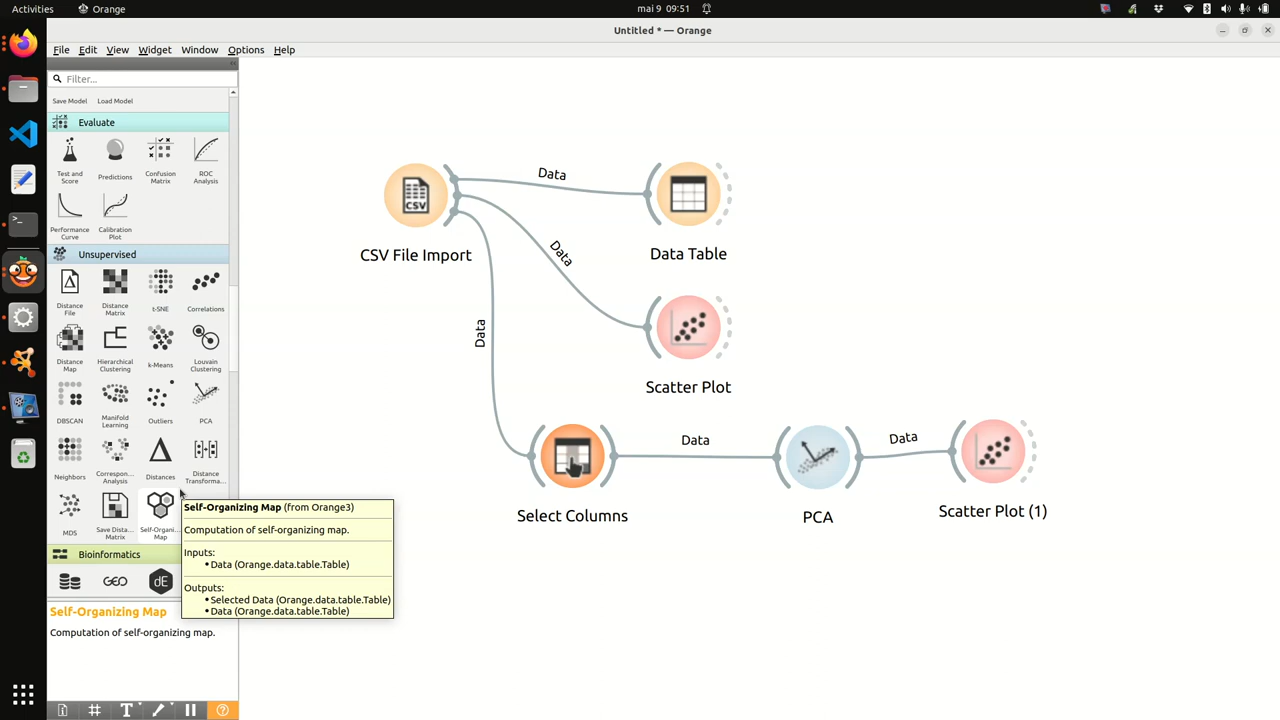 Activities Orange mai 9 09:51
Untitled * — Orange
File Edit View Widget Window Options Help
Filter...
Save Model Load Model
Evaluate
Test and Score
Predictions
Confusion Matrix
ROC Analysis
Performance Curve
Calibration Plot
Unsupervised
Distance File
Distance Matrix
t-SNE
Correlations
Distance Map
Hierarchical Clustering
k-Means
Louvain Clustering
DBSCAN
Manifold Learning
Outliers
PCA
Neighbors
Correspon... Analysis
Distances
Distance Transforma...
MDS
Save Dista... Matrix
Self-Organi... Map
Bioinformatics
GEO
dE
Self-Organizing Map
Computation of self-organizing map.
Self-Organizing Map (from Orange3)
Computation of self-organizing map.
Inputs:
• Data (Orange.data.table.Table)
Outputs:
• Selected Data (Orange.data.table.Table)
• Data (Orange.data.table.Table)
CSV
CSV File Import
Data
Data Table
Data
Scatter Plot
Data
Select Columns
Data
PCA
Data
Scatter Plot (1)